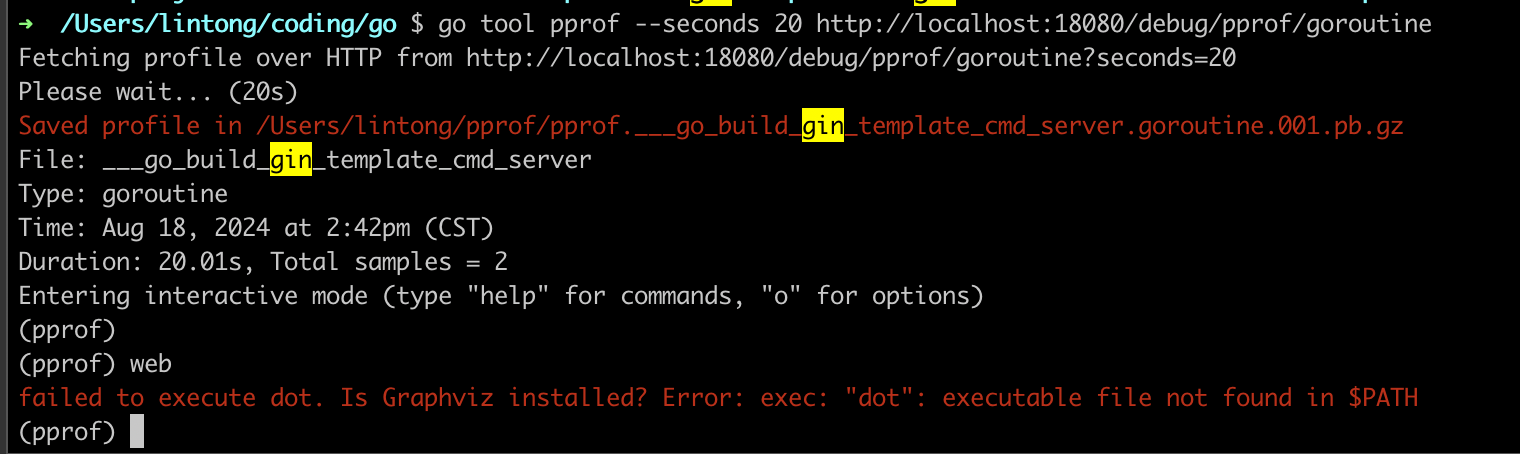 → /Users/lintong/coding/go $ go tool pprof --seconds 20 http://localhost:18080/debug/pprof/goroutine
Fetching profile over HTTP from http://localhost:18080/debug/pprof/goroutine?seconds=20
Please wait... (20s)
Saved profile in /Users/lintong/pprof/pprof.___go_build_gin_template_cmd_server.goroutine.001.pb.gz
File: ___go_build_gin_template_cmd_server
Type: goroutine
Time: Aug 18, 2024 at 2:42pm (CST)
Duration: 20.01s, Total samples = 2
Entering interactive mode (type "help" for commands, "o" for options)
(pprof)
(pprof) web
failed to execute dot. Is Graphviz installed? Error: exec: "dot": executable file not found in $PATH
(pprof)